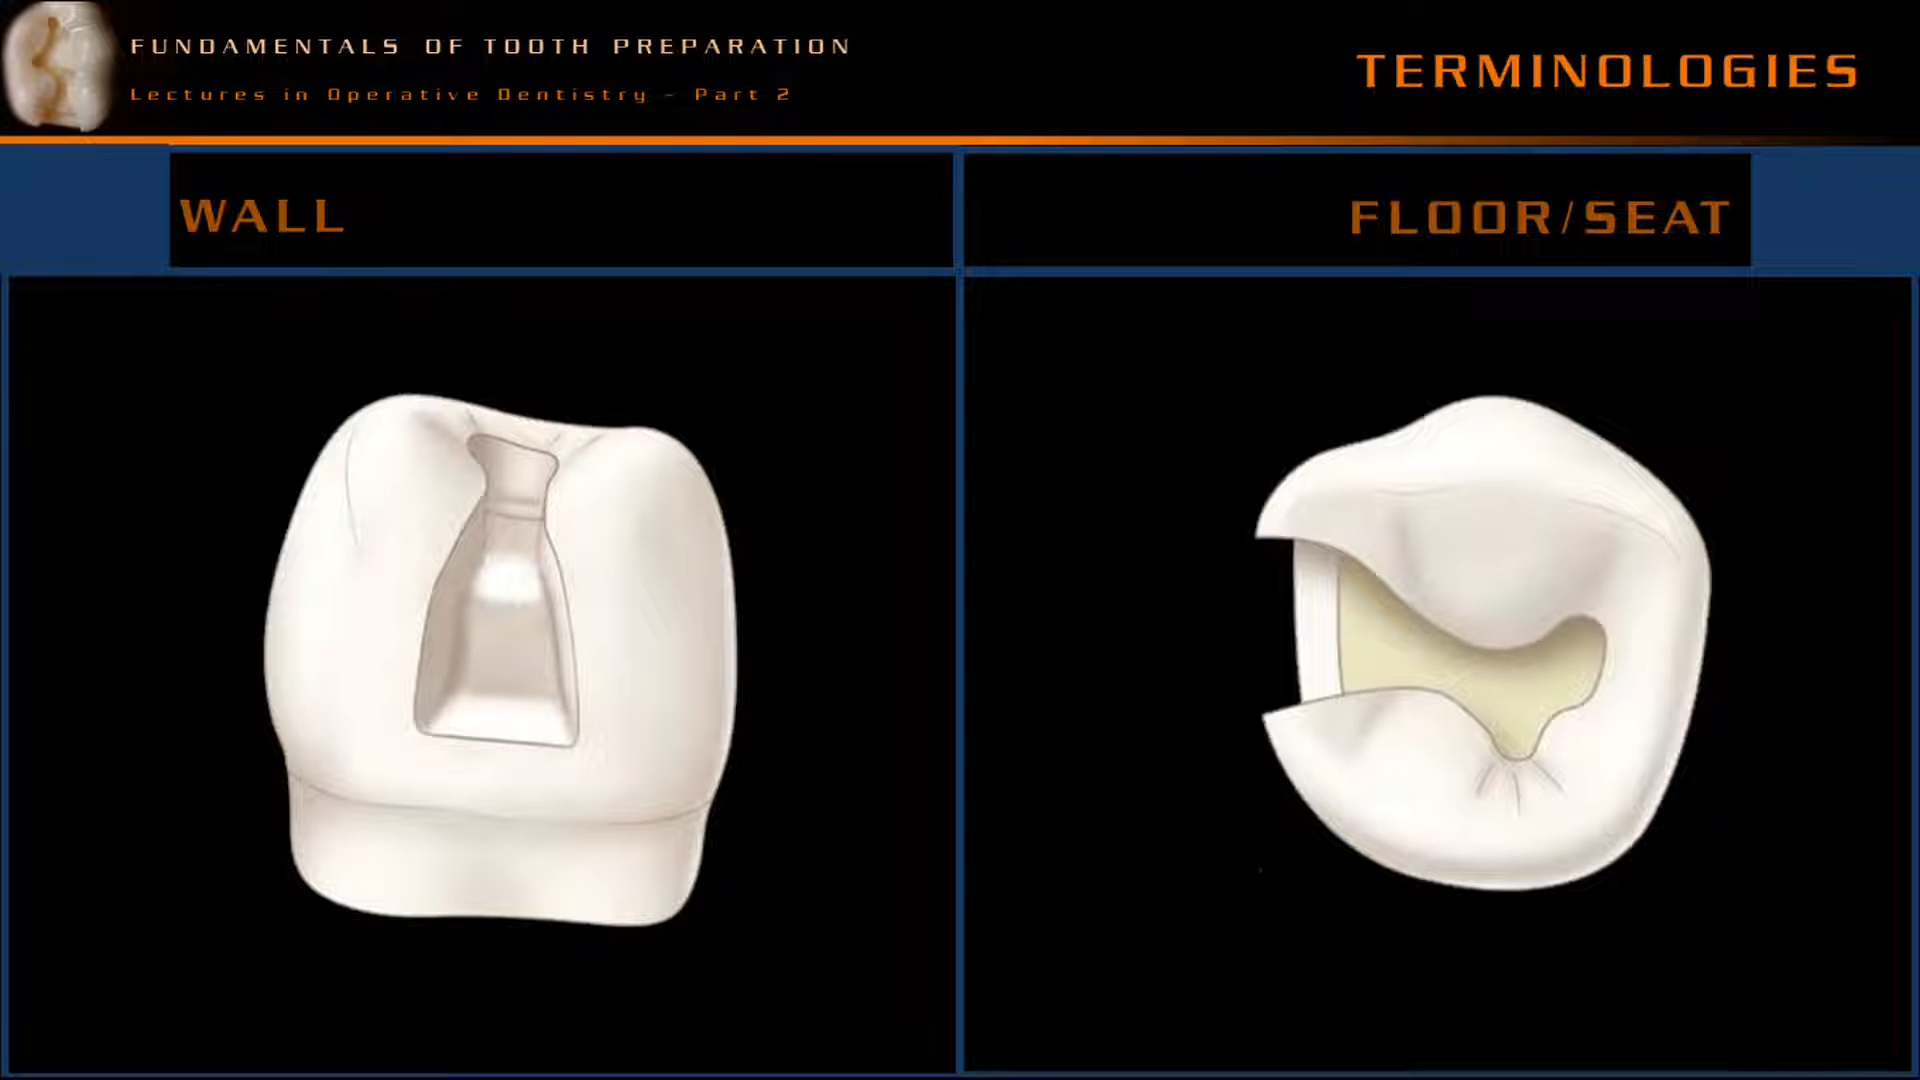 FUNDAMENTALS OF TOOTH PREPARATION
Lectures in Operative Dentistry - Part 2
TERMINOLOGIES
WALL
FLOOR/SEAT